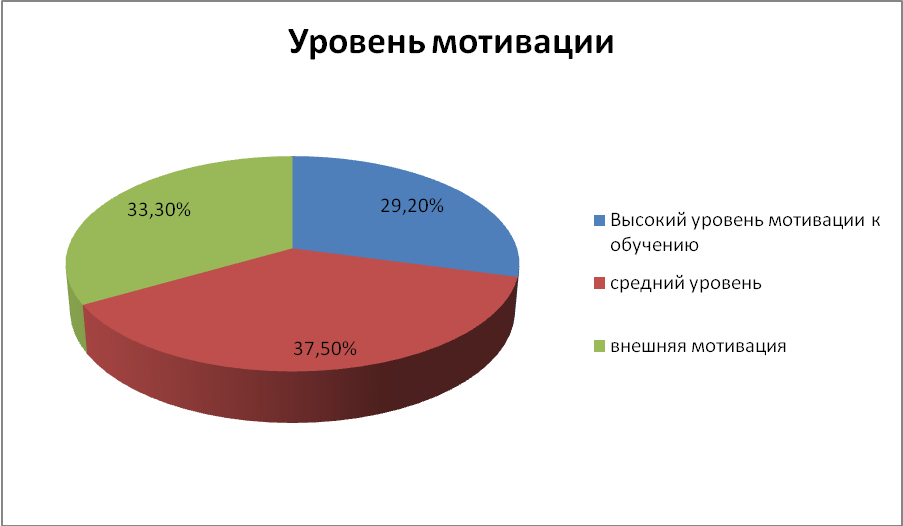 Уровень мотивации
29,20%
33,30%
37,50%
Высокий уровень мотивации к
обучению
средний уровень
внешняя мотивация